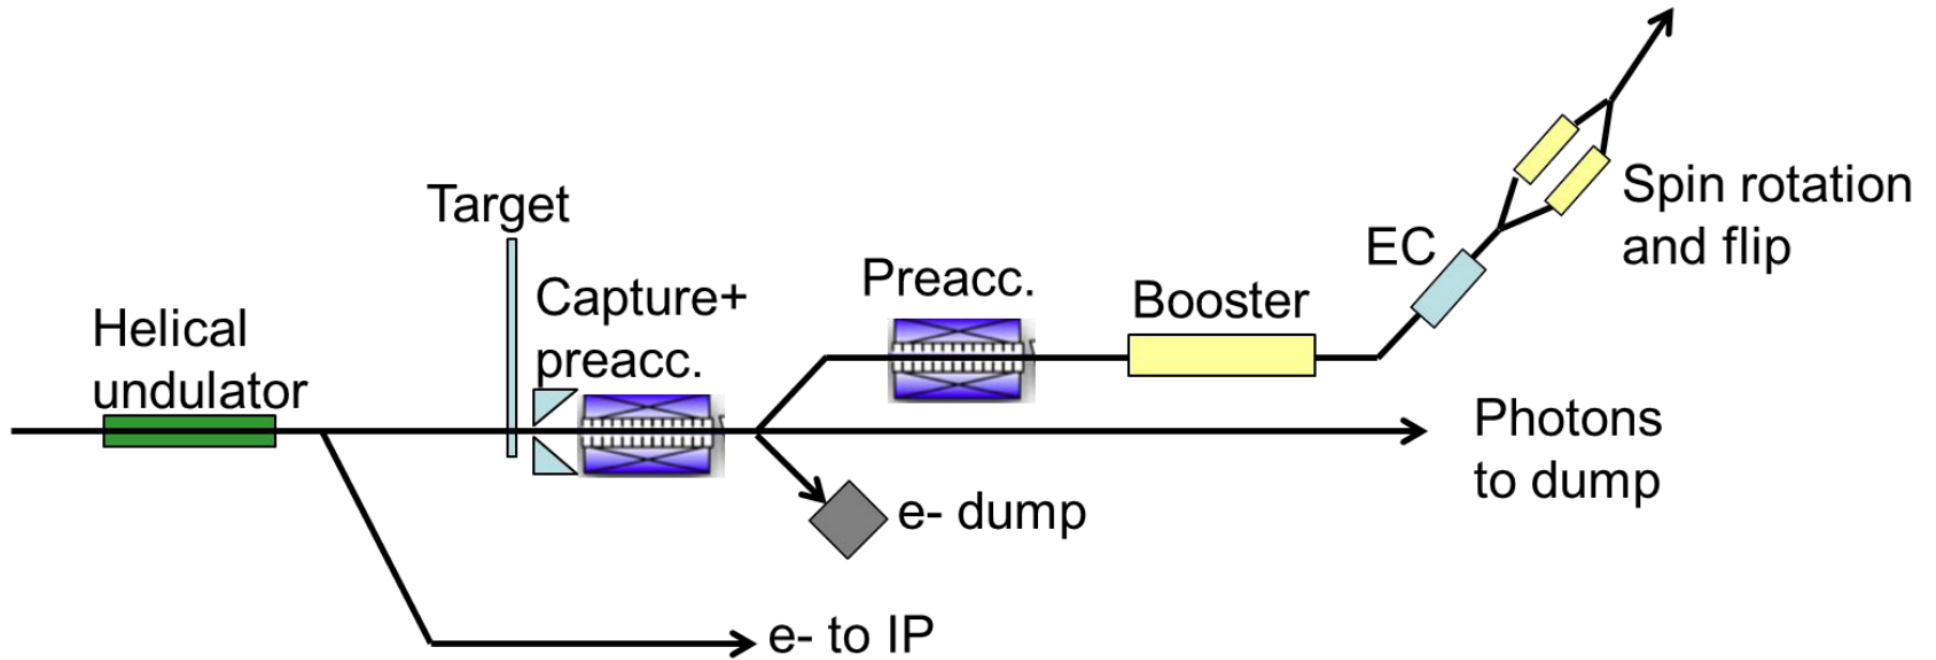 Helical
undulator
Target
Capture+
preacc.
Preacc.
Booster
EC
Spin rotation
and flip
Photons
to dump
e- dump
e- to IP